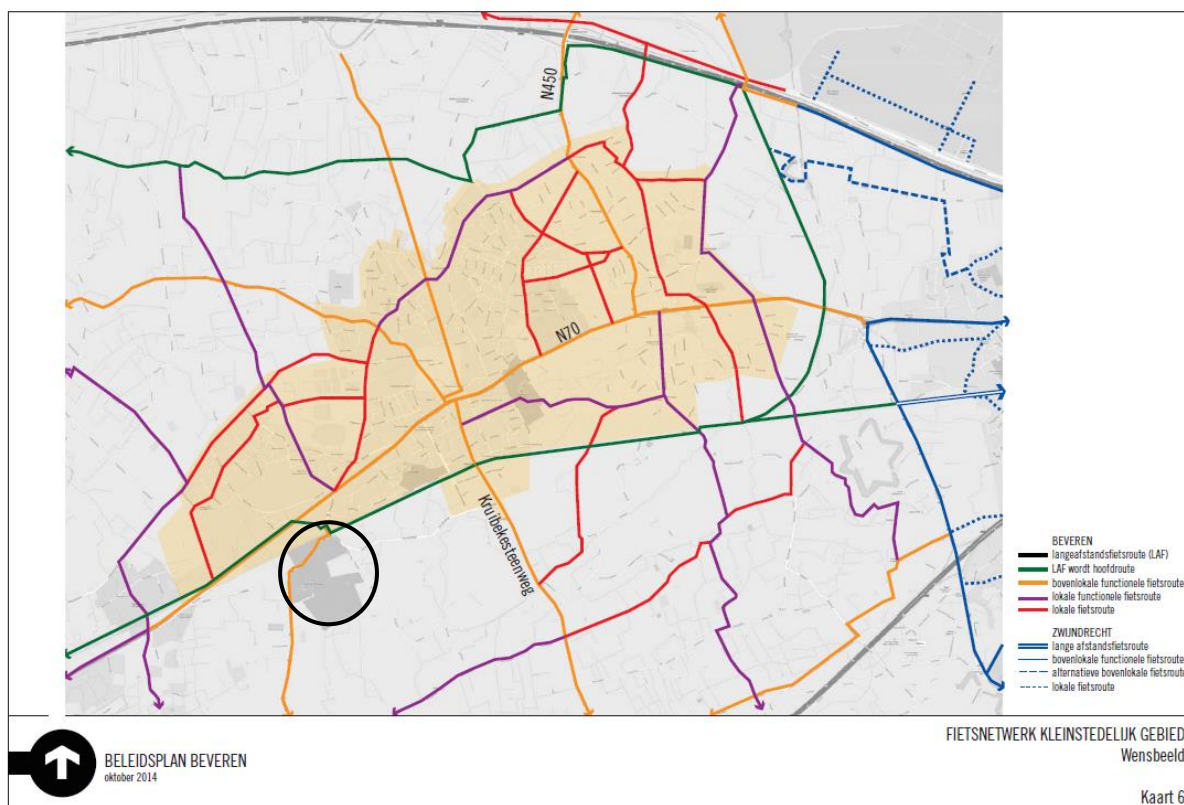 N450
N70
Kruibekesteenweg
BEVEREN
langeafstandsfietsroute (LAF)
LAF wordt hoofdroute
bovenlokale functionele fietsroute
lokale functionele fietsroute
lokale fietsroute
ZWIJNDRECHT
lange afstandsfietsroute
bovenlokale functionele fietsroute
alternatieve bovenlokale fietsroute
lokale fietsroute
BELEIDSPLAN BEVEREN
oktober 2014
FIETSNETWERK KLEINSTEDELIJK GEBIED
Wensbeeld
Kaart 6